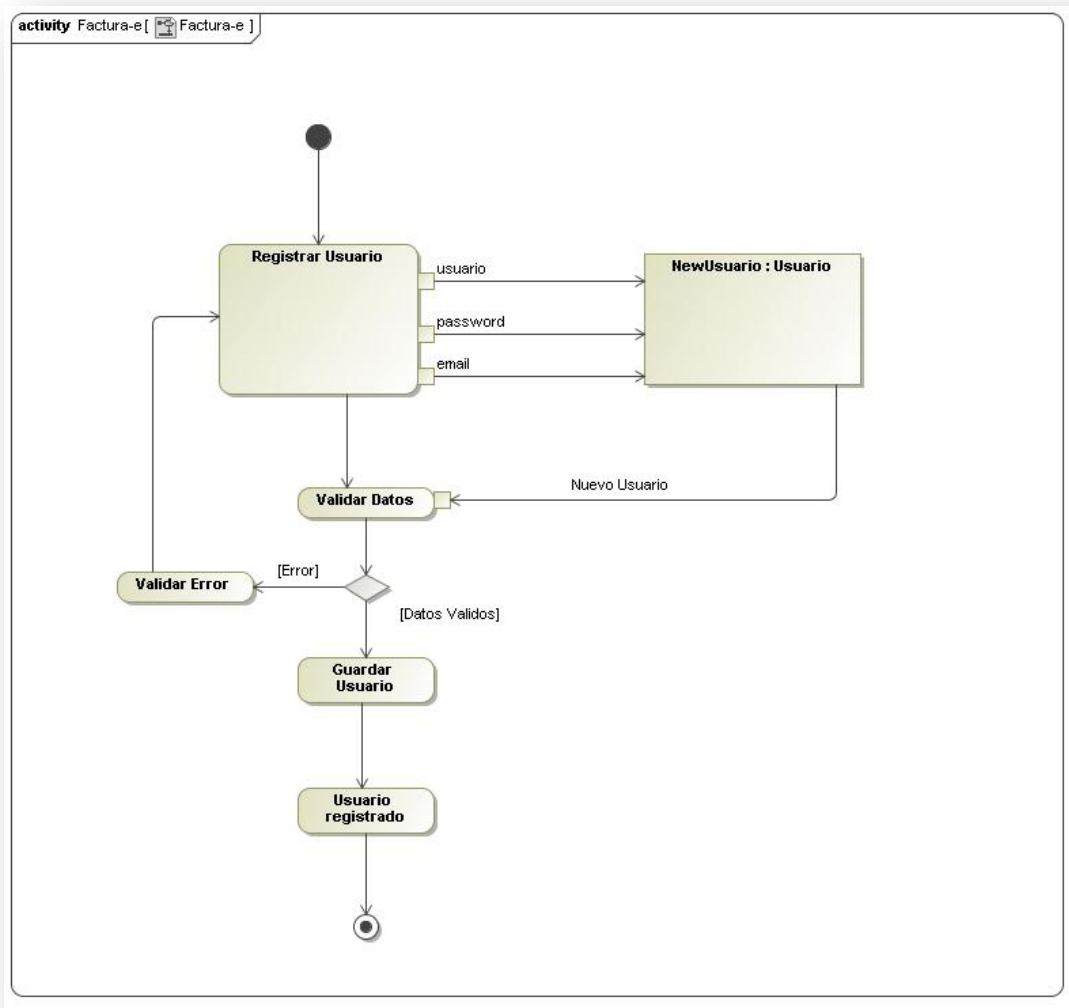 activity Factura-e [ Factura-e ]
Registrar Usuario
usuario
password
email
NewUsuario : Usuario
Nuevo Usuario
Validar Datos
[Error]
Validar Error
[Datos Validos]
Guardar
Usuario
Usuario
registrado